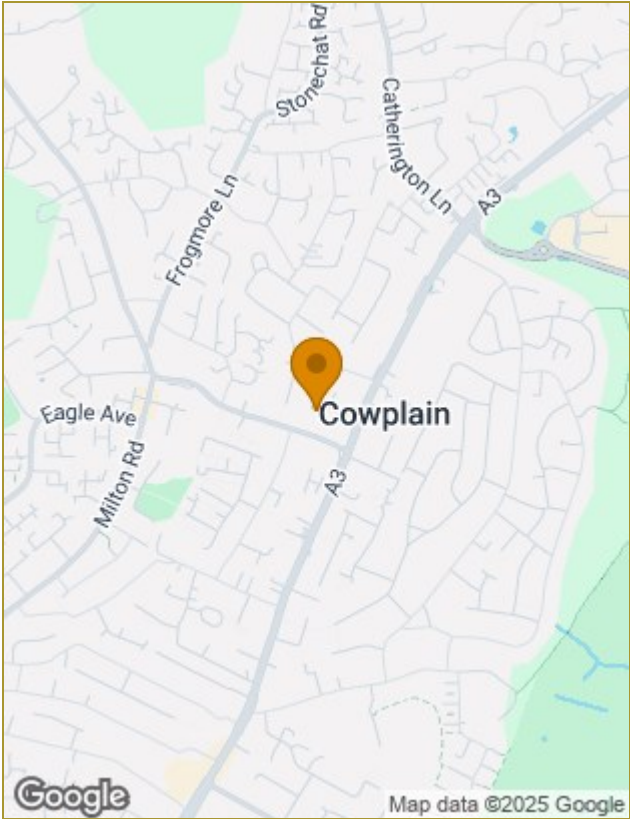 Stonechat Rd
Catherington Ln
A3
Frogmore Ln
Cowplain
Eagle Ave
Milton Rd
A3
Google
Map data ©2025 Google